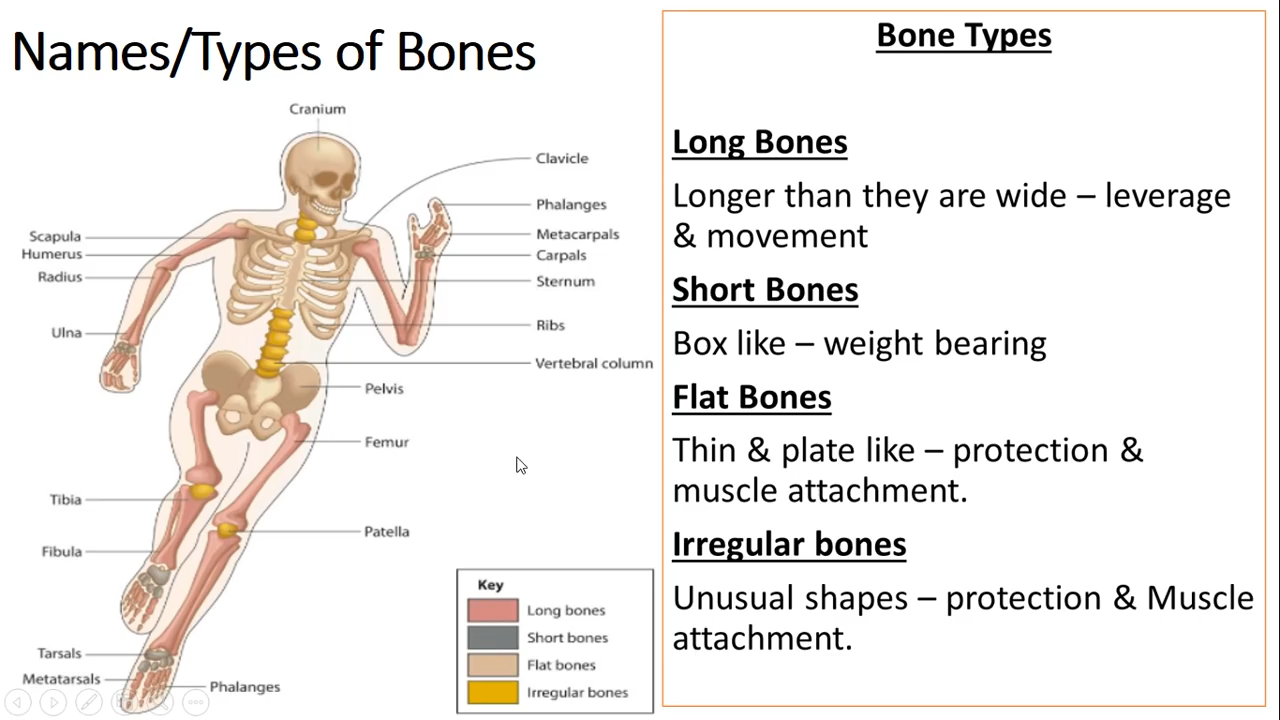 Names/Types of Bones
Cranium
Clavicle
Phalanges
Metacarpals
Carpals
Sternum
Ribs
Vertebral column
Pelvis
Femur
Patella
Scapula
Humerus
Radius
Ulna
Tibia
Fibula
Tarsals
Metatarsals
Phalanges
Key
Long bones
Short bones
Flat bones
Irregular bones
Bone Types
Long Bones
Longer than they are wide – leverage
& movement
Short Bones
Box like – weight bearing
Flat Bones
Thin & plate like – protection &
muscle attachment.
Irregular bones
Unusual shapes – protection & Muscle
attachment.